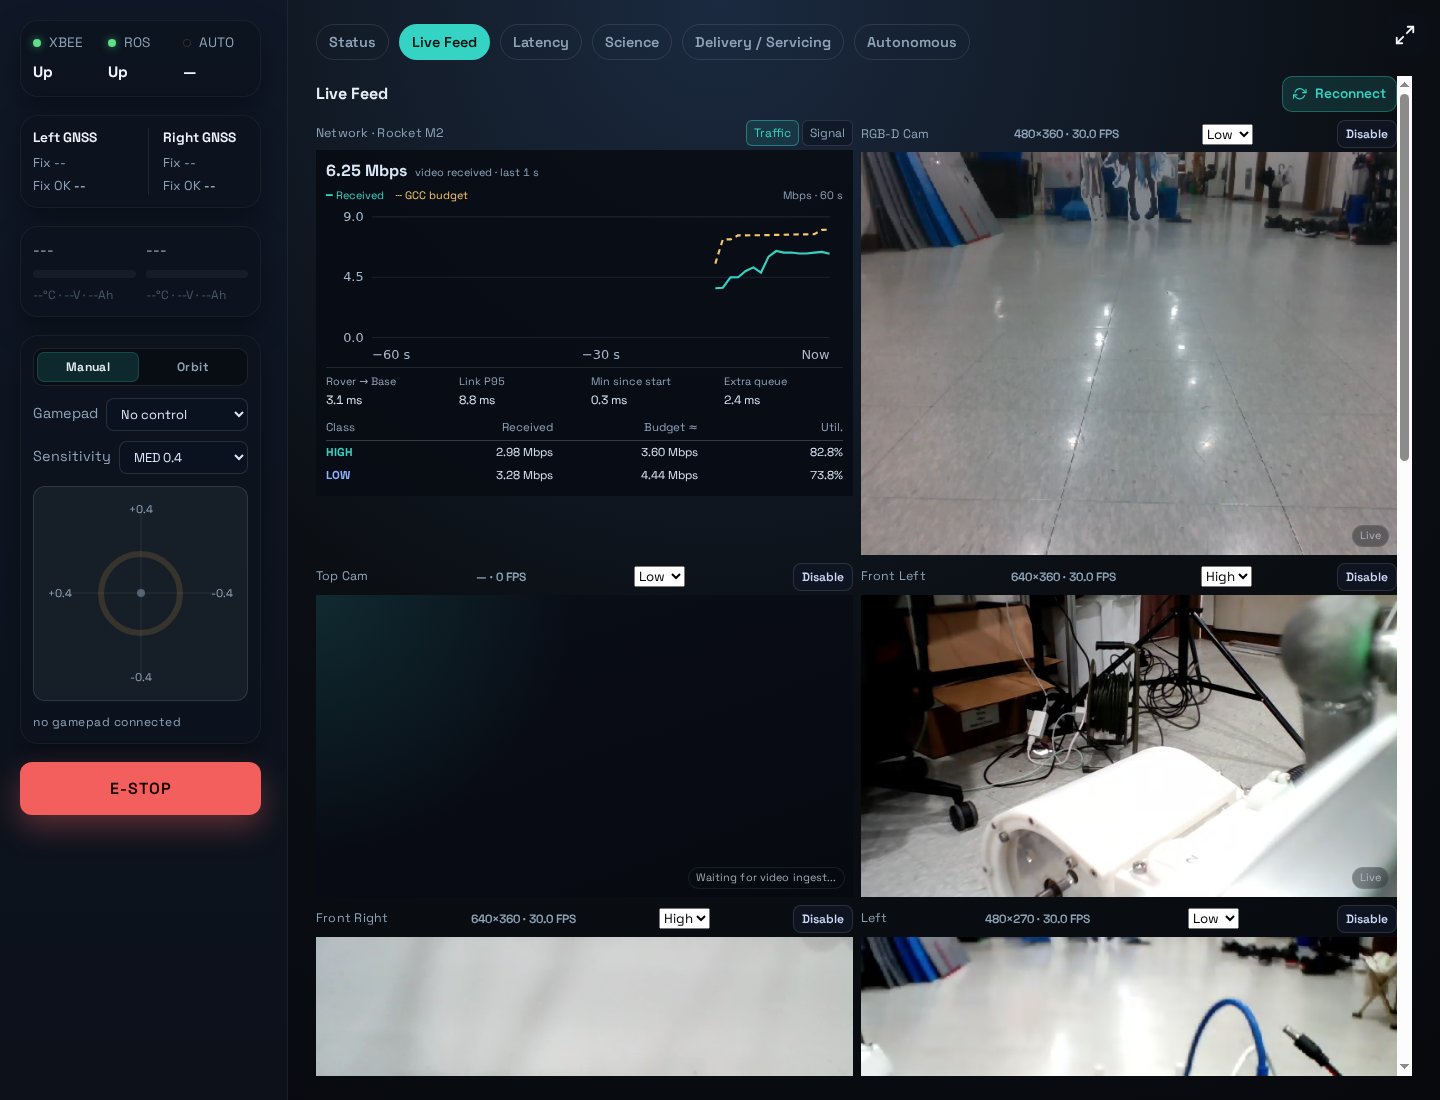 XBEE ROS AUTO
Up Up —
Left GNSS Right GNSS
Fix -- Fix --
Fix OK -- Fix OK --
--- ---
--°C · --V · --Ah --°C · --V · --Ah
Manual Orbit
Gamepad No control
Sensitivity MED 0.4
+0.4
+0.4 -0.4
-0.4
no gamepad connected
E-STOP
Status Live Feed Latency Science Delivery / Servicing Autonomous
Live Feed Reconnect
Network · Rocket M2 Traffic Signal
6.25 Mbps video received · last 1 s
Received GCC budget Mbps · 60 s
9.0
4.5
0.0
−60 s −30 s Now
Rover → Base Link P95 Min since start Extra queue
3.1 ms 8.8 ms 0.3 ms 2.4 ms
Class Received Budget ≈ Util.
HIGH 2.98 Mbps 3.60 Mbps 82.8%
LOW 3.28 Mbps 4.44 Mbps 73.8%
RGB-D Cam 480×360 · 30.0 FPS Low Disable
Live
Top Cam — · 0 FPS Low Disable
Waiting for video ingest...
Front Left 640×360 · 30.0 FPS High Disable
Live
Front Right 640×360 · 30.0 FPS High Disable
Left 480×270 · 30.0 FPS Low Disable